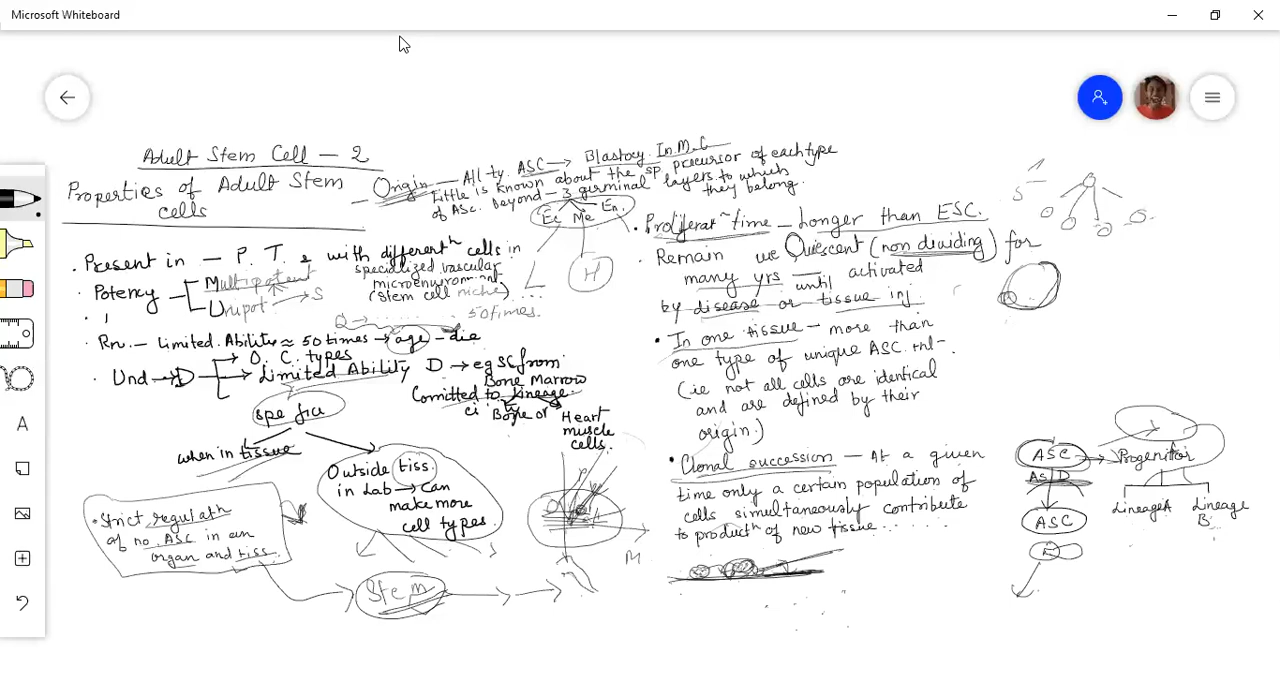 Microsoft Whiteboard
Adult Stem Cell - 2
Properties of Adult Stem
cells
- Origin - All ty. ASC → Blastocy. In. M. C
Little is known about the sp precursor of each type
of ASC. beyond - 3 germinal layers to which
they belong.
Ec Me En.
H
• Present in - P. T. & with differentⁿ cells in
specialized vascular
microenvironment
(stem cell niche)
• Potency - Multipotent
Unipot → S
50 times.
• Rn. - Limited Ability ≈ 50 times → age - die
• Und → D → O. C. types
→ Limited Ability D → eg SC from
Bone Marrow
Comitted to lineage
Bone or Heart
muscle
cells.
spe fic
when in tissue
Outside tiss.
in Lab → Can
make more
cell types.
• Strict regulatⁿ
of no. ASC in an
organ and tiss.
Stem
M
• Proliferatⁿ time - Longer than ESC.
• Remain Quiescent (non dividing) for
many yrs until activated
by disease or tissue inj
• In one tissue - more than
one type of unique ASC
(ie not all cells are identical
and are defined by their
origin.)
• Clonal succession - At a given
time only a certain population of
cells simultaneously contribute
to productⁿ of new tissue
ASC → Progenitor
As D
Lineage A Lineage
B
ASC
A